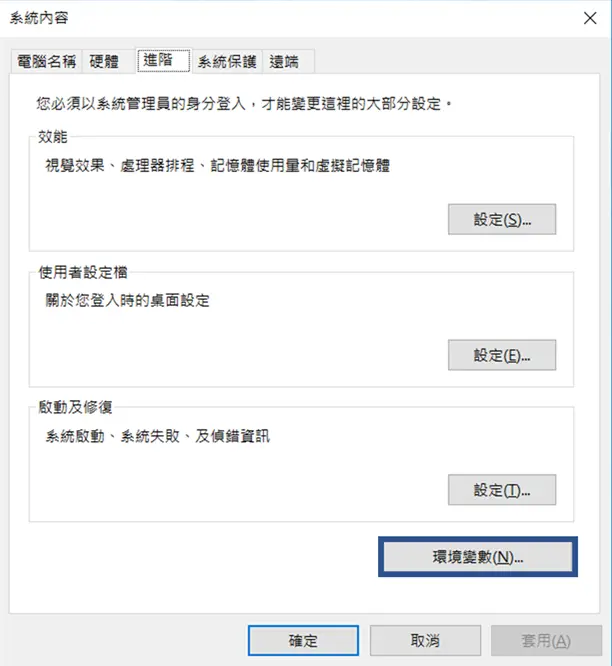 系統內容
電腦名稱 硬體 進階 系統保護 遠端
您必須以系統管理員的身分登入，才能變更這裡的大部分設定。
效能
視覺效果、處理器排程、記憶體使用量和虛擬記憶體
設定(S)...
使用者設定檔
關於您登入時的桌面設定
設定(E)...
啟動及修復
系統啟動、系統失敗、及偵錯資訊
設定(T)...
環境變數(N)...
確定 取消 套用(A)